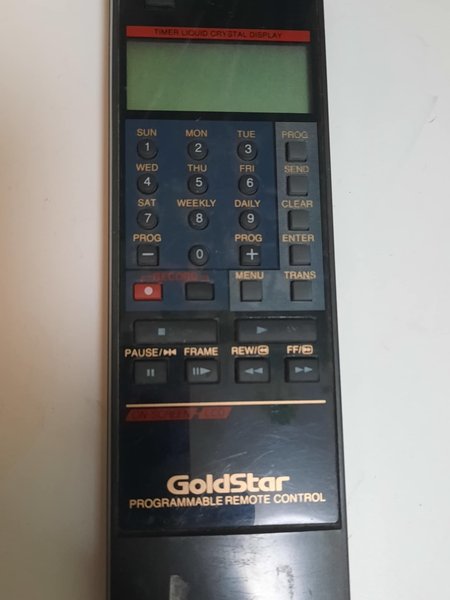 TIMER LIQUID CRYSTAL DISPLAY
SUN MON TUE PROG
1 2 3
WED THU FRI SEND
4 5 6
SAT WEEKLY DAILY CLEAR
7 8 9
PROG PROG ENTER
− 0 +
RECORD MENU TRANS
PAUSE/ FRAME REW/ FF/
GoldStar
PROGRAMMABLE REMOTE CONTROL